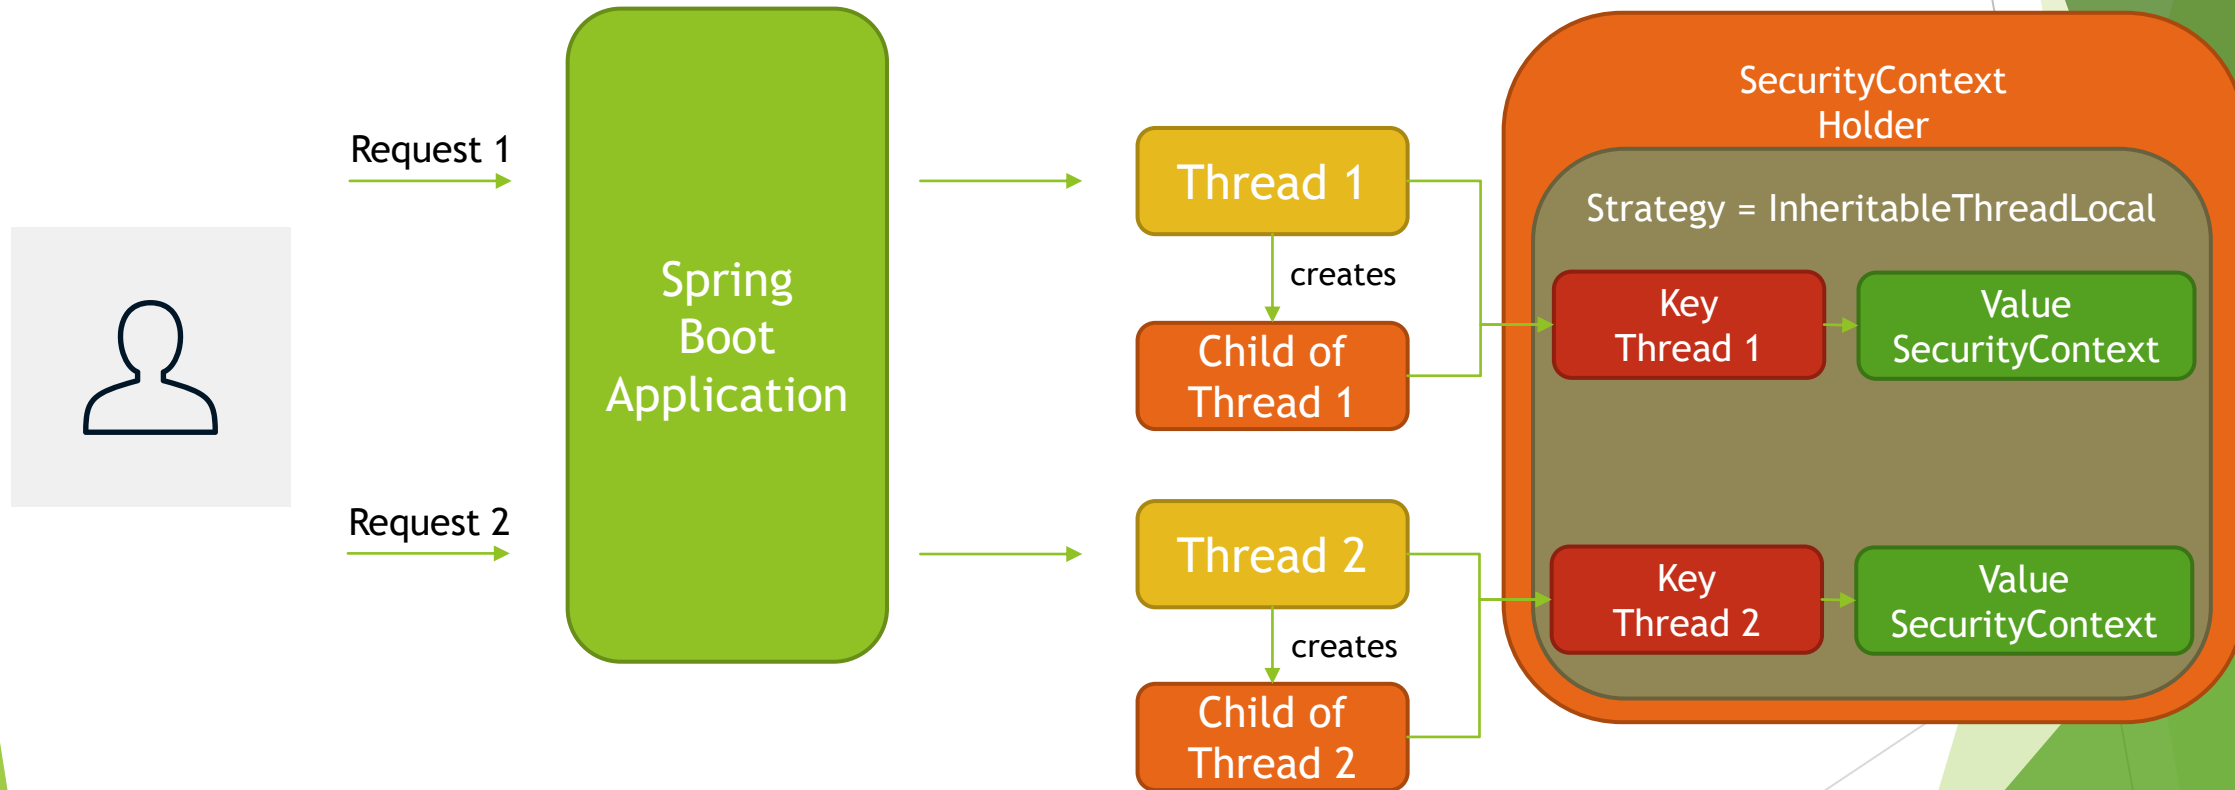 Request 1
Request 2
Spring
Boot
Application
Thread 1
creates
Child of
Thread 1
Thread 2
creates
Child of
Thread 2
SecurityContext
Holder
Strategy = InheritableThreadLocal
Key
Thread 1
Value
SecurityContext
Key
Thread 2
Value
SecurityContext